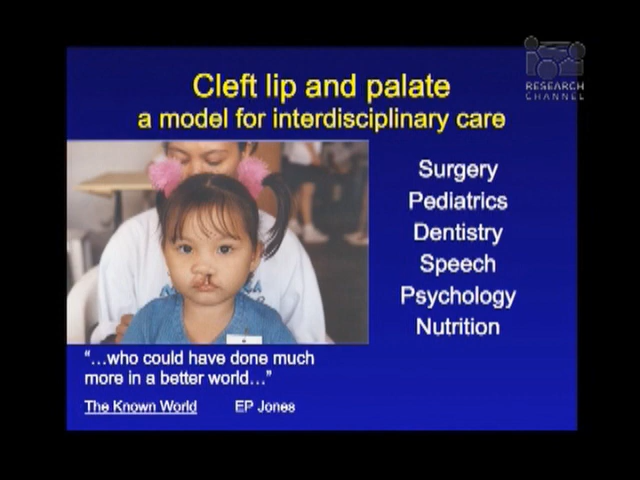 RESEARCH
CHANNEL
Cleft lip and palate
a model for interdisciplinary care
Surgery
Pediatrics
Dentistry
Speech
Psychology
Nutrition
“…who could have done much
more in a better world…”
The Known World EP Jones